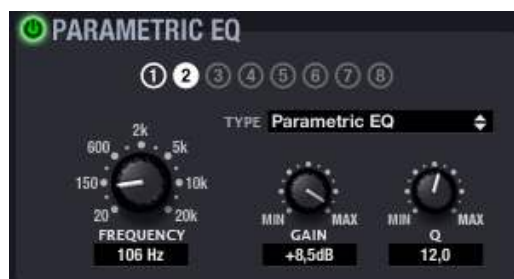 PARAMETRIC EQ
1 2 3 4 5 6 7 8
TYPE Parametric EQ
2k
600 5k
150 10k
20 20k
MIN MAX MIN MAX
FREQUENCY GAIN Q
106 Hz +8,5dB 12,0